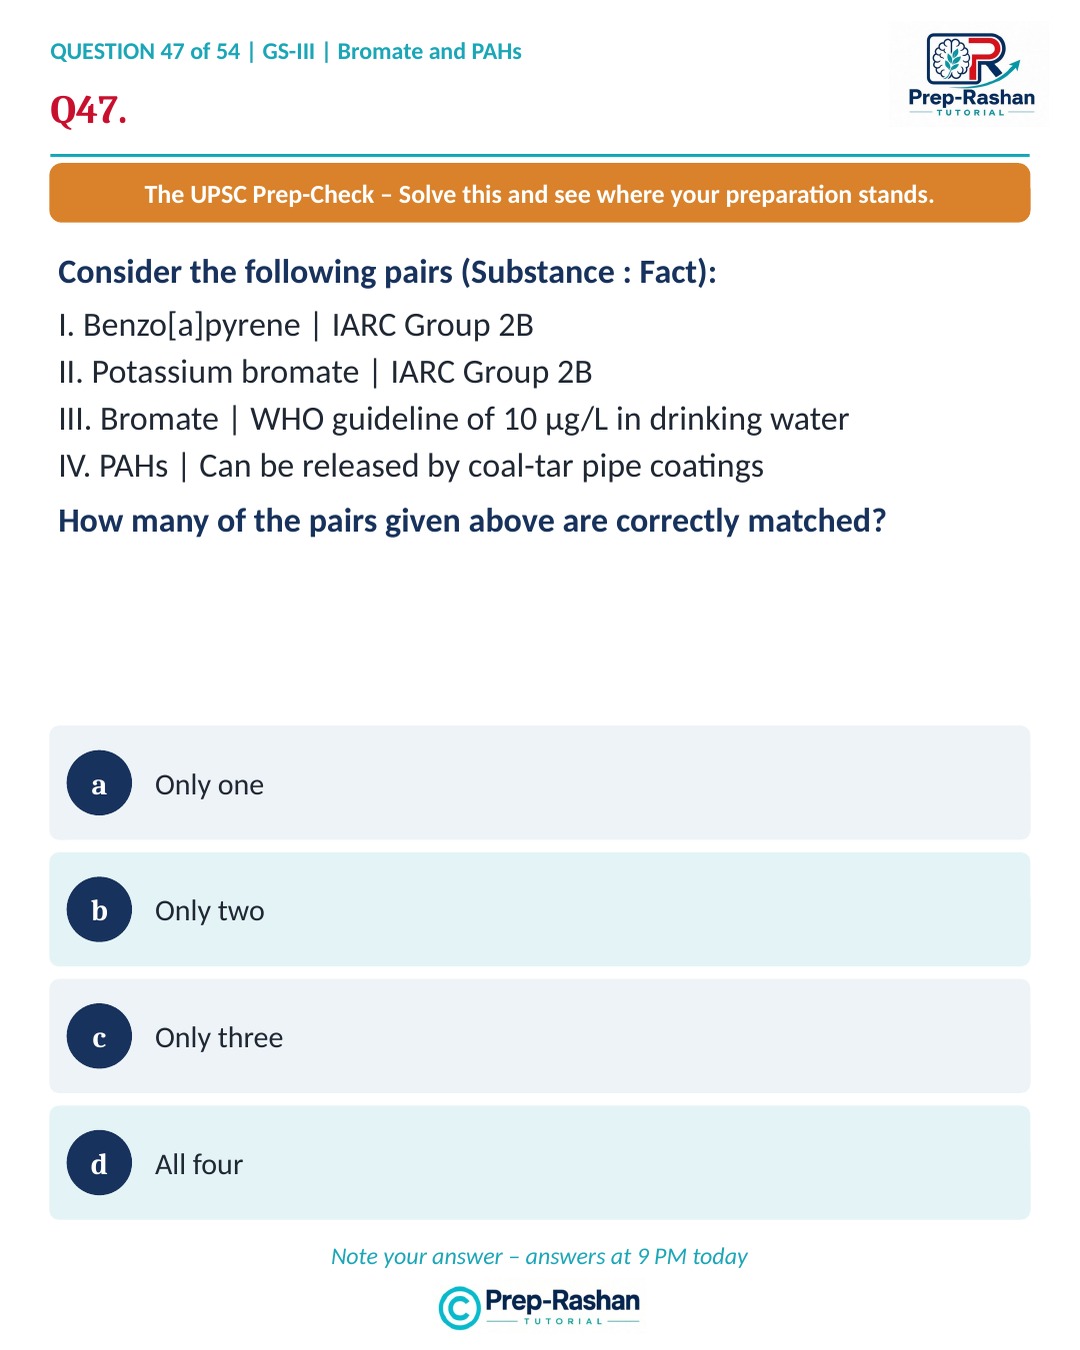 QUESTION 47 of 54 | GS-III | Bromate and PAHs
Prep-Rashan
TUTORIAL
Q47.
The UPSC Prep-Check – Solve this and see where your preparation stands.
Consider the following pairs (Substance : Fact):
I. Benzo[a]pyrene | IARC Group 2B
II. Potassium bromate | IARC Group 2B
III. Bromate | WHO guideline of 10 µg/L in drinking water
IV. PAHs | Can be released by coal-tar pipe coatings
How many of the pairs given above are correctly matched?
a Only one
b Only two
c Only three
d All four
Note your answer – answers at 9 PM today
© Prep-Rashan
TUTORIAL